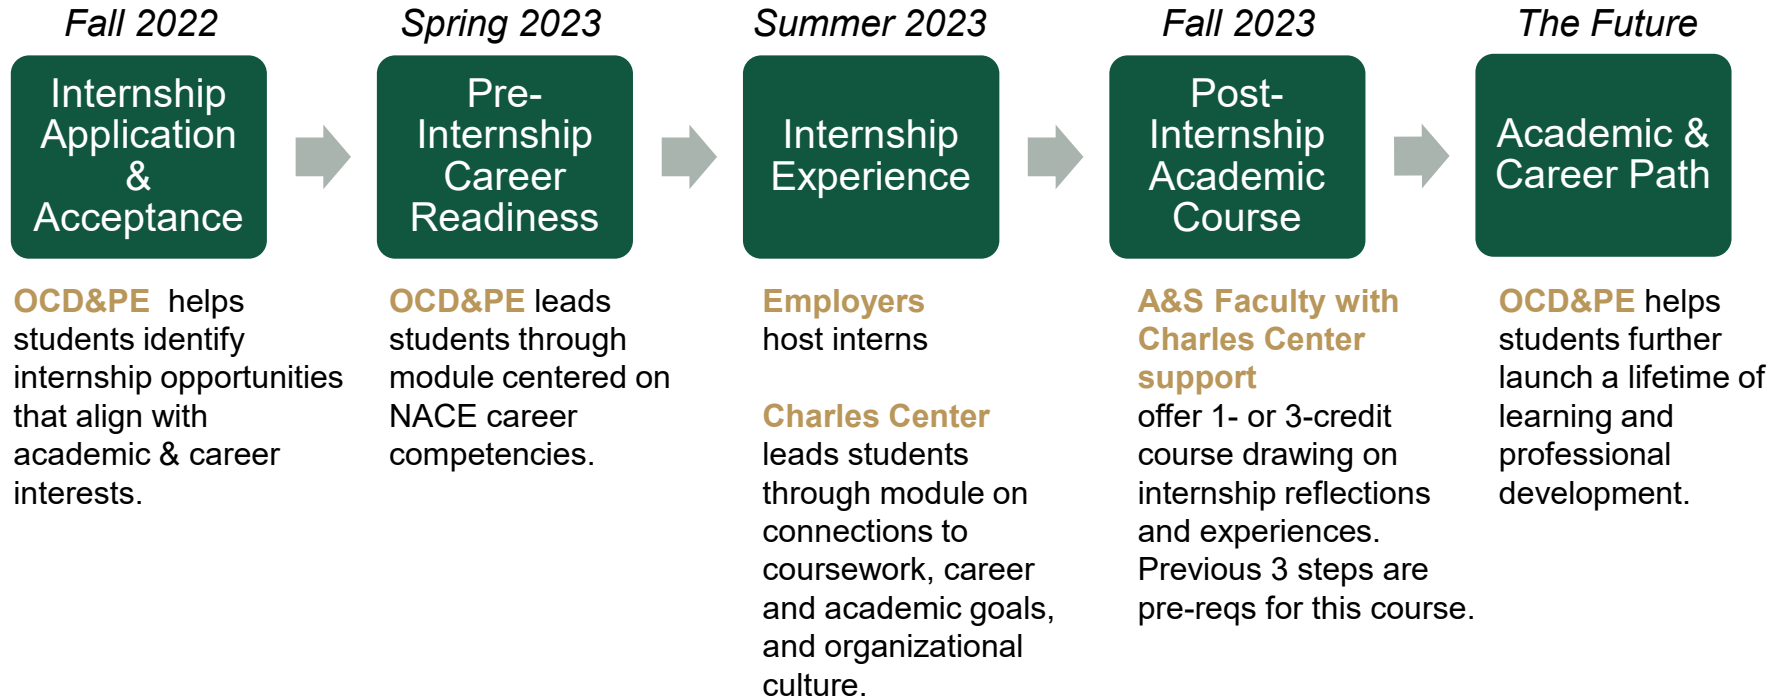 Fall 2022
Internship
Application
&
Acceptance
OCD&PE helps
students identify
internship opportunities
that align with
academic & career
interests.
Spring 2023
Pre-
Internship
Career
Readiness
OCD&PE leads
students through
module centered on
NACE career
competencies.
Summer 2023
Internship
Experience
Employers
host interns
Charles Center
leads students
through module on
connections to
coursework, career
and academic goals,
and organizational
culture.
Fall 2023
Post-
Internship
Academic
Course
A&S Faculty with
Charles Center
support
offer 1- or 3-credit
course drawing on
internship reflections
and experiences.
Previous 3 steps are
pre-reqs for this course.
The Future
Academic &
Career Path
OCD&PE helps
students further
launch a lifetime of
learning and
professional
development.